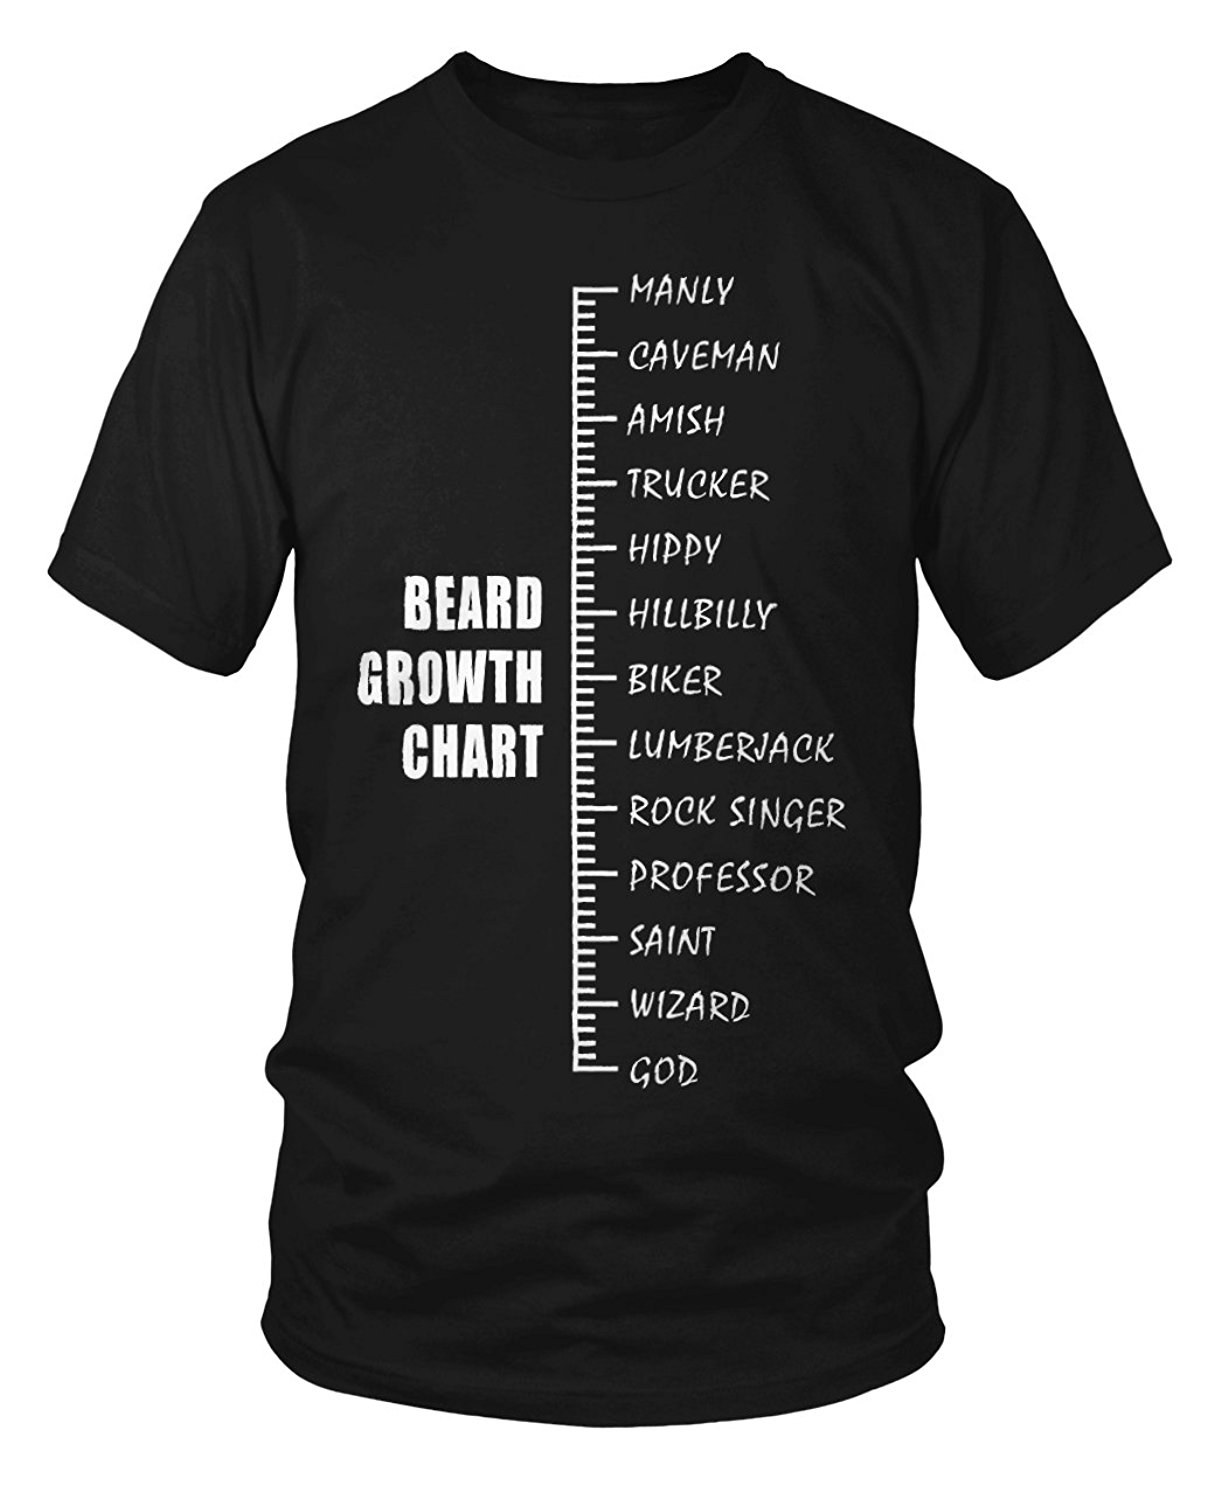 MANLY
CAVEMAN
AMISH
TRUCKER
HIPPY
HILLBILLY
BIKER
LUMBERJACK
ROCK SINGER
PROFESSOR
SAINT
WIZARD
GOD
BEARD
GROWTH
CHART